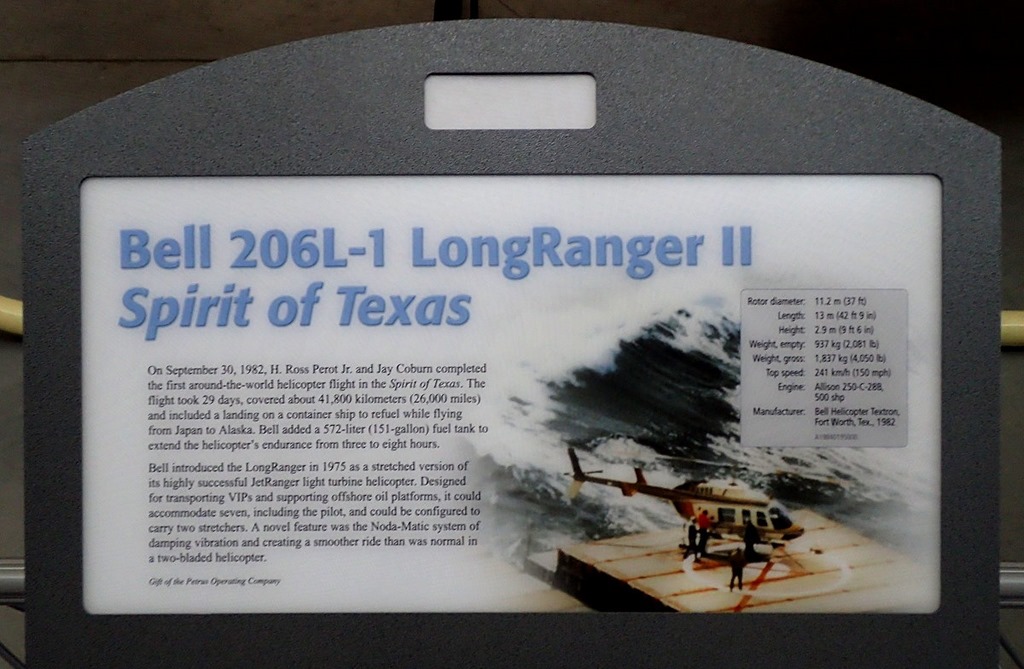 Bell 206L-1 LongRanger II
Spirit of Texas
On September 30, 1982, H. Ross Perot Jr. and Jay Coburn completed
the first around-the-world helicopter flight in the Spirit of Texas. The
flight took 29 days, covered about 41,800 kilometers (26,000 miles)
and included a landing on a container ship to refuel while flying
from Japan to Alaska. Bell added a 572-liter (151-gallon) fuel tank to
extend the helicopter's endurance from three to eight hours.
Bell introduced the LongRanger in 1975 as a stretched version of
its highly successful JetRanger light turbine helicopter. Designed
for transporting VIPs and supporting offshore oil platforms, it could
accommodate seven, including the pilot, and could be configured to
carry two stretchers. A novel feature was the Noda-Matic system of
damping vibration and creating a smoother ride than was normal in
a two-bladed helicopter.
Gift of the Petrus Operating Company
Rotor diameter: 11.2 m (37 ft)
Length: 13 m (42 ft 9 in)
Height: 2.9 m (9 ft 6 in)
Weight, empty: 937 kg (2,081 lb)
Weight, gross: 1,837 kg (4,050 lb)
Top speed: 241 km/h (150 mph)
Engine: Allison 250-C-28B,
500 shp
Manufacturer: Bell Helicopter Textron,
Fort Worth, Tex., 1982